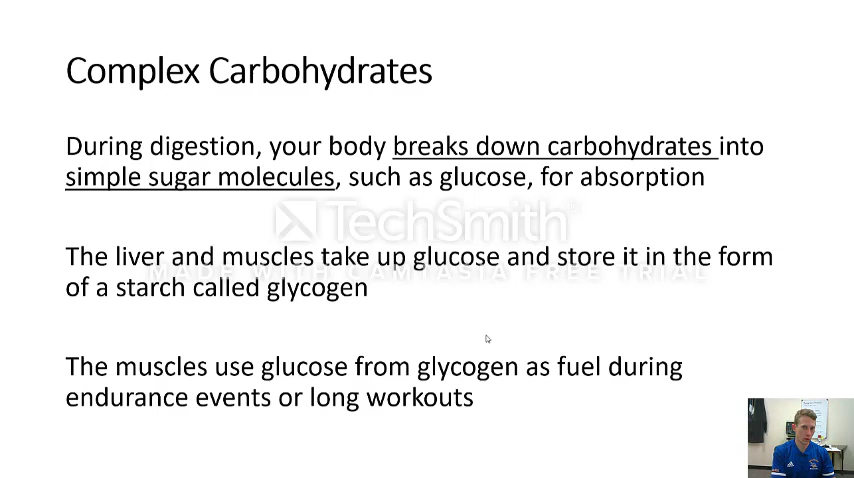 Complex Carbohydrates
During digestion, your body breaks down carbohydrates into
simple sugar molecules, such as glucose, for absorption
TechSmith
The liver and muscles take up glucose and store it in the form
MADE WITH CAMTASIA FREE TRIAL
of a starch called glycogen
The muscles use glucose from glycogen as fuel during
endurance events or long workouts